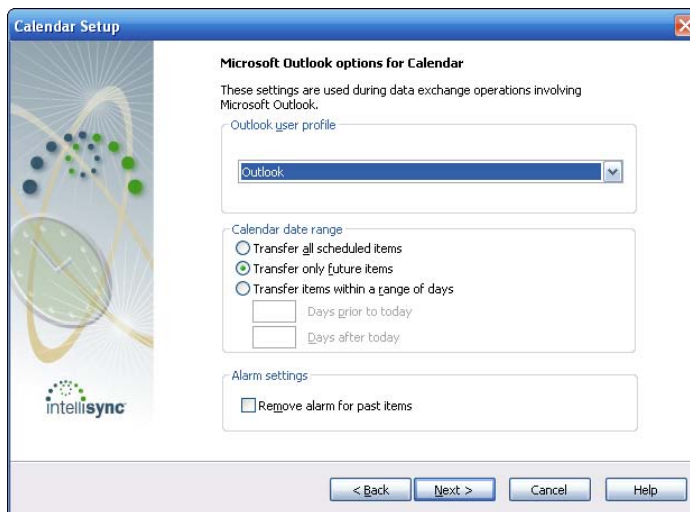 Calendar Setup
Microsoft Outlook options for Calendar
These settings are used during data exchange operations involving
Microsoft Outlook.
Outlook user profile
Outlook
Calendar date range
Transfer all scheduled items
Transfer only future items
Transfer items within a range of days
Days prior to today
Days after today
Alarm settings
Remove alarm for past items
intellisync
< Back
Next >
Cancel
Help